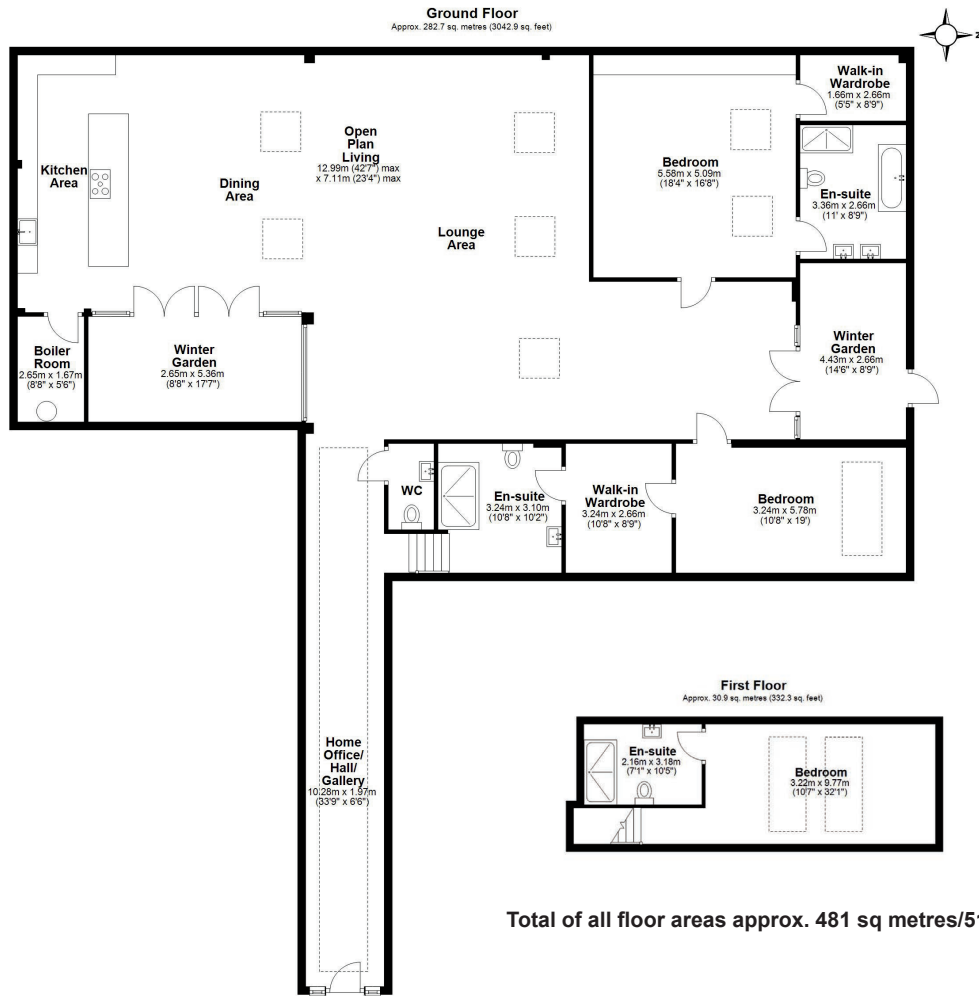 Ground Floor
Approx. 282.7 sq. metres (3042.9 sq. feet)
Walk-in
Wardrobe
1.66m x 2.66m
(5'5" x 8'9")
Open
Plan
Living
12.99m (42'7") max
x 7.11m (23'4") max
Kitchen
Area
Dining
Area
Bedroom
5.58m x 5.09m
(18'4" x 16'8")
En-suite
3.36m x 2.66m
(11' x 8'9")
Lounge
Area
Boiler
Room
2.65m x 1.67m
(8'8" x 5'6")
Winter
Garden
2.65m x 5.36m
(8'8" x 17'7")
Winter
Garden
4.43m x 2.66m
(14'6" x 8'9")
WC
En-suite
3.24m x 3.10m
(10'8" x 10'2")
Walk-in
Wardrobe
3.24m x 2.66m
(10'8" x 8'9")
Bedroom
3.24m x 5.78m
(10'8" x 19')
First Floor
Approx. 30.9 sq. metres (332.3 sq. feet)
Home
Office/
Hall/
Gallery
10.28m x 1.97m
(33'9" x 6'6")
En-suite
2.16m x 3.18m
(7'1" x 10'5")
Bedroom
3.22m x 9.77m
(10'7" x 32'1")
Total of all floor areas approx. 481 sq metres/